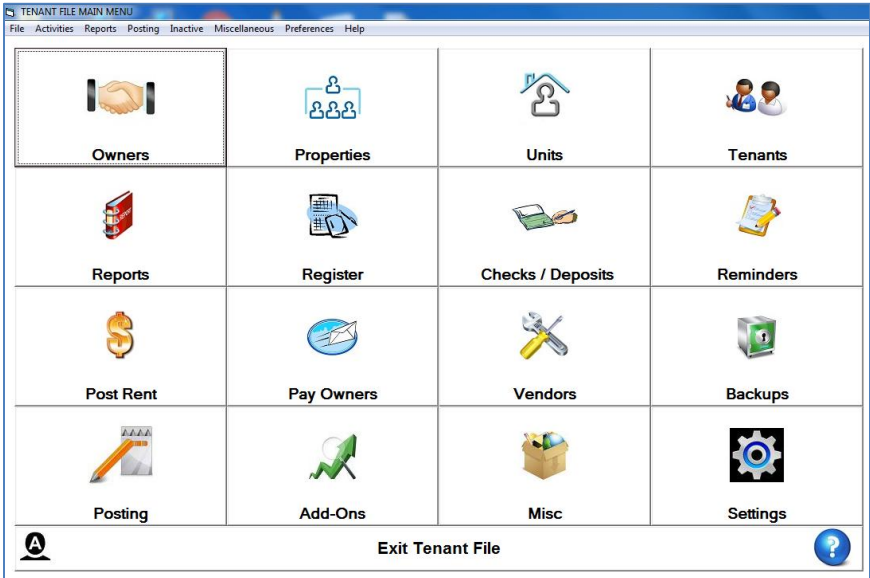 TENANT FILE MAIN MENU
File Activities Reports Posting Inactive Miscellaneous Preferences Help
Owners Properties Units Tenants
REPORT
Reports Register Checks / Deposits Reminders
$
Post Rent Pay Owners Vendors Backups
Posting Add-Ons Misc Settings
A Exit Tenant File ?